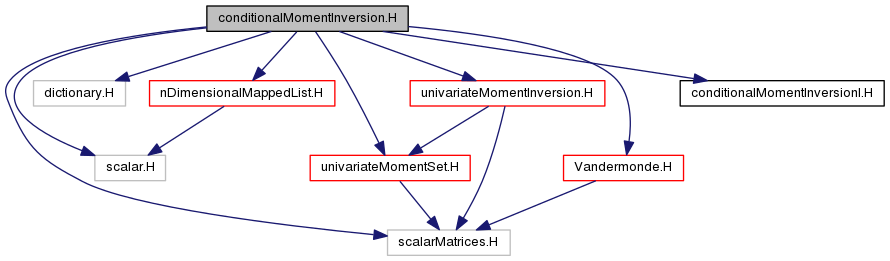 conditionalMomentInversion.H
dictionary.H
nDimensionalMappedList.H
univariateMomentInversion.H
conditionalMomentInversionI.H
scalar.H
univariateMomentSet.H
Vandermonde.H
scalarMatrices.H